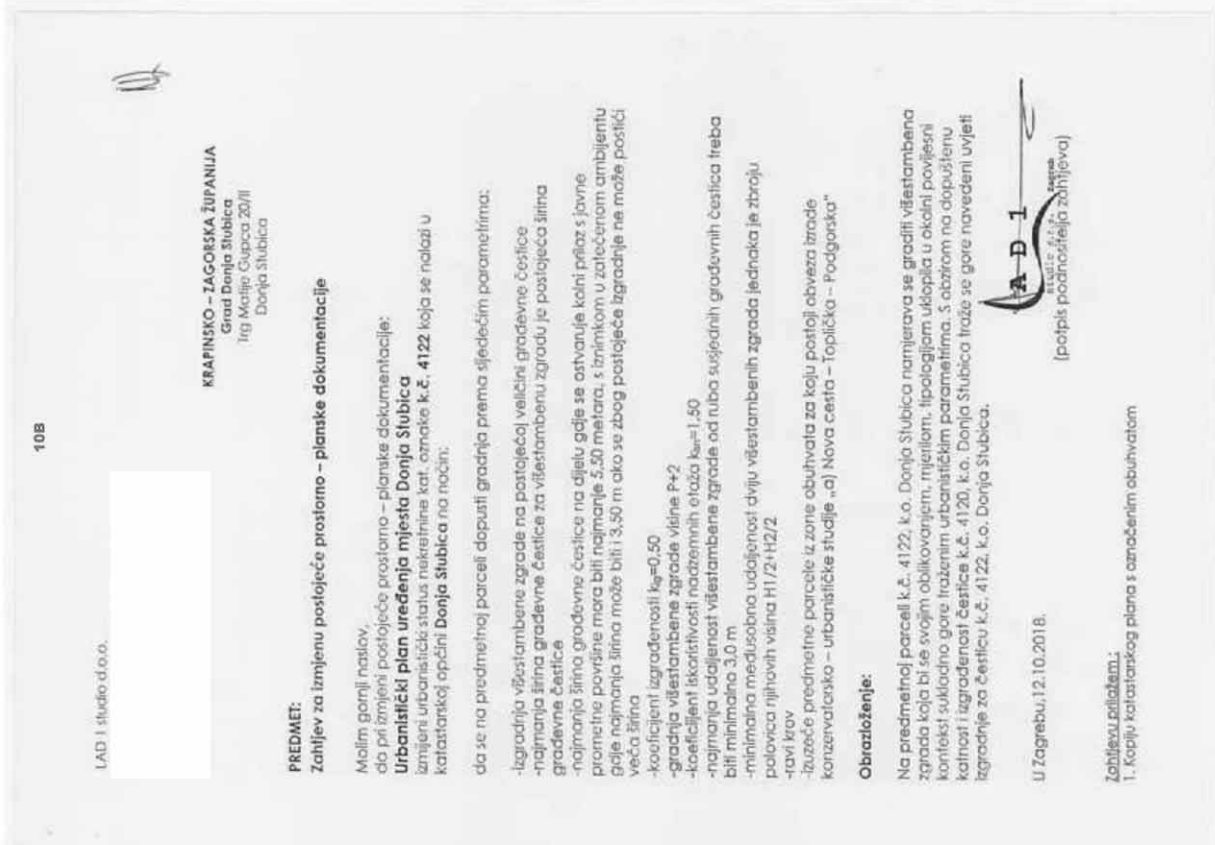 10B
LAD I studio d.o.o.
KRAPINSKO – ZAGORSKA ŽUPANIJA
Grad Donja Stubica
Trg Matije Gupca 20/II
Donja Stubica
PREDMET:
Zahtjev za izmjenu postojeće prostorno – planske dokumentacije
Molim gornji naslov,
da pri izmjeni postojeće prostorno – planske dokumentacije:
Urbanistički plan uređenja mjesta Donja Stubica
izmijeni urbanistički status nekretnine kat. oznake k.č. 4122 koja se nalazi u
katastarskoj općini Donja Stubica na način:
da se na predmetnoj parceli dopusti gradnja prema sljedećim parametrima:
-izgradnja višestambene zgrade na postojećoj veličini građevne čestice
-najmanja širina građevne čestice za višestambenu zgradu je postojeća širina
građevne čestice
-najmanja širina građevne čestice na dijelu gdje se ostvaruje kolni prilaz s javne
prometne površine mora biti najmanje 5,50 metara, s iznimkom u zatečenom ambijentu
gdje najmanja širina može biti i 3,50 m ako se zbog postojeće izgradnje ne može postići
veća širina
-koeficijent izgrađenosti kig=0,50
-gradnja višestambene zgrade visine P+2
-koeficijent iskoristivosti nadzemnih etaža kisn=1,50
-najmanja udaljenost višestambene zgrade od ruba susjednih građevnih čestica treba
biti minimalno 3,0 m
-minimalna međusobna udaljenost dviju višestambenih zgrada jednaka je zbroju
polovica njihovih visina H1/2+H2/2
-ravi krov
-izuzeće predmetne parcele iz zone obuhvata za koju postoji obveza izrade
konzervatorsko – urbanističke studije „a) Nova cesta – Toplička – Podgorska“
Obrazloženje:
Na predmetnoj parceli k.č. 4122, k.o. Donja Stubica namjerava se graditi višestambena
zgrada koja bi se svojim oblikovanjem, mjerilom, tipologijom uklopila u okolni povijesni
kontekst sukladno gore traženim urbanističkim parametrima. S obzirom na dopuštenu
katnost i izgrađenost čestice k.č. 4120, k.o. Donja Stubica traže se gore navedeni uvjeti
izgradnje za česticu k.č. 4122, k.o. Donja Stubica.
U Zagrebu,12.10.2018.
A D 1
studio d.o.o. Zagreb
(potpis podnositelja zahtjeva)
Zahtjevu prilažem :
1. Kopiju katastarskog plana s označenim obuhvatom